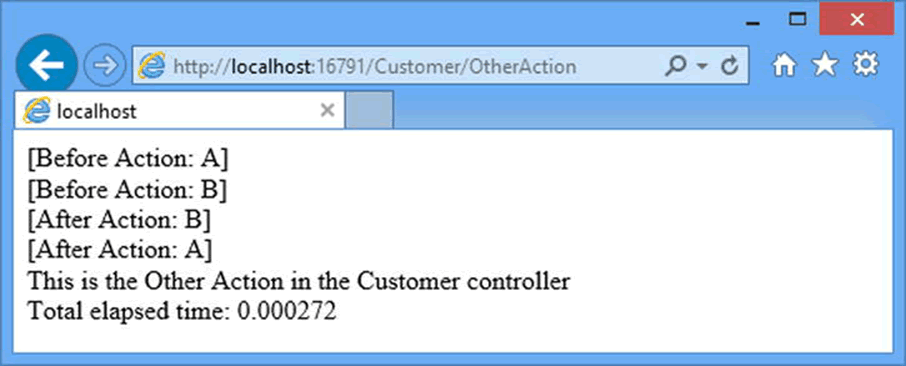 http://localhost:16791/Customer/OtherAction
localhost
[Before Action: A]
[Before Action: B]
[After Action: B]
[After Action: A]
This is the Other Action in the Customer controller
Total elapsed time: 0.000272